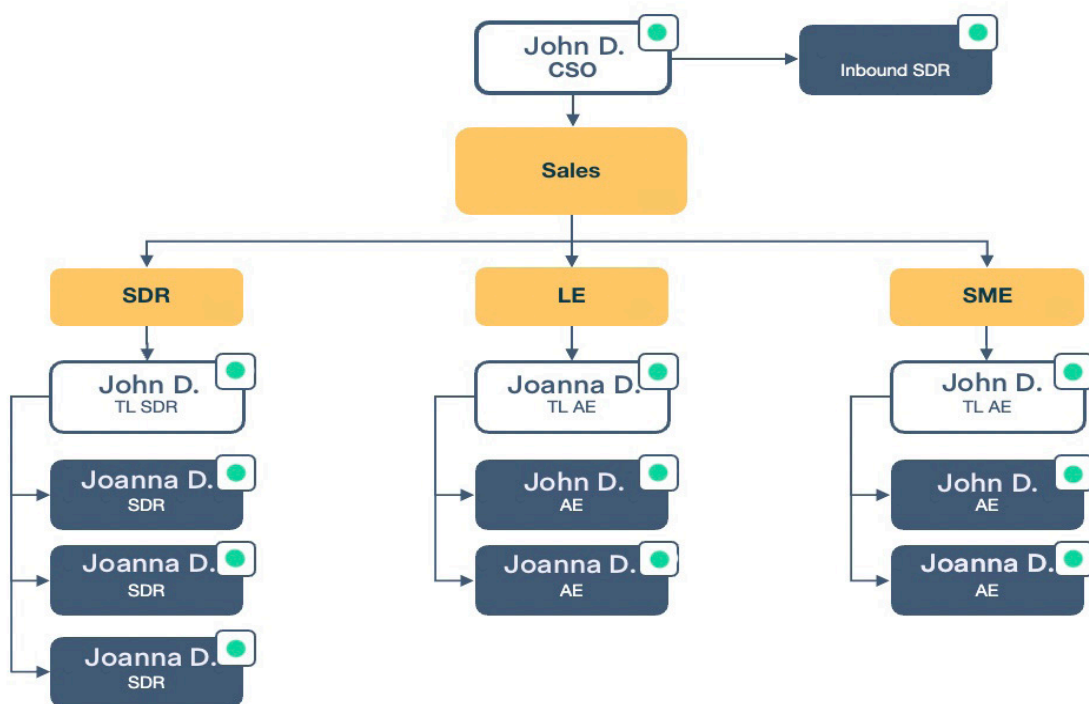 John D.
CSO
Inbound SDR
Sales
SDR
LE
SME
John D.
TL SDR
Joanna D.
TL AE
John D.
TL AE
Joanna D.
SDR
John D.
AE
John D.
AE
Joanna D.
SDR
Joanna D.
AE
Joanna D.
AE
Joanna D.
SDR